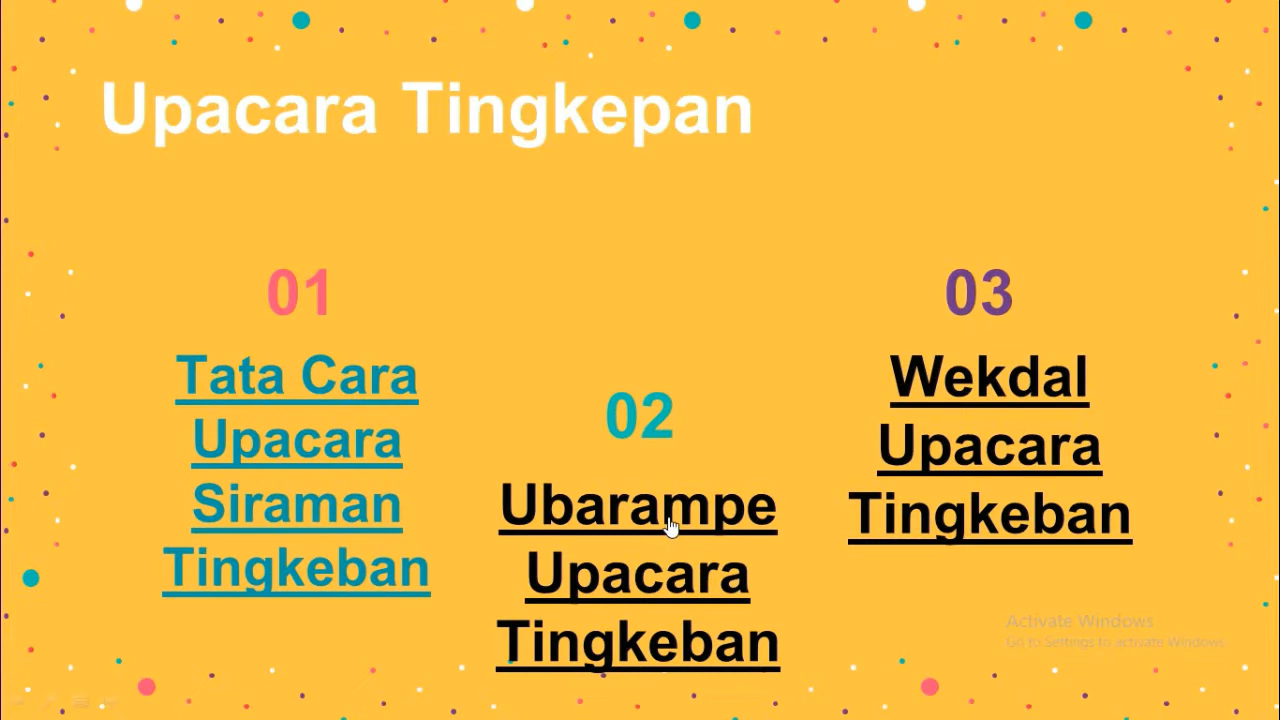 Upacara Tingkepan
01
Tata Cara
Upacara
Siraman
Tingkeban
02
Ubarampe
Upacara
Tingkeban
03
Wekdal
Upacara
Tingkeban
Activate Windows
Go to Settings to activate Windows.